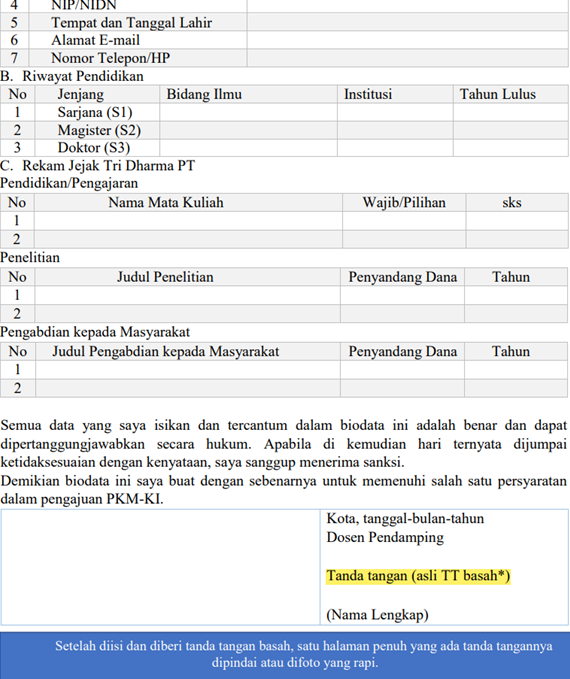 4 NIP/NIDN
5 Tempat dan Tanggal Lahir
6 Alamat E-mail
7 Nomor Telepon/HP
B. Riwayat Pendidikan
No Jenjang Bidang Ilmu Institusi Tahun Lulus
1 Sarjana (S1)
2 Magister (S2)
3 Doktor (S3)
C. Rekam Jejak Tri Dharma PT
Pendidikan/Pengajaran
No Nama Mata Kuliah Wajib/Pilihan sks
1
2
Penelitian
No Judul Penelitian Penyandang Dana Tahun
1
2
Pengabdian kepada Masyarakat
No Judul Pengabdian kepada Masyarakat Penyandang Dana Tahun
1
2
Semua data yang saya isikan dan tercantum dalam biodata ini adalah benar dan dapat
dipertanggungjawabkan secara hukum. Apabila di kemudian hari ternyata dijumpai
ketidaksesuaian dengan kenyataan, saya sanggup menerima sanksi.
Demikian biodata ini saya buat dengan sebenarnya untuk memenuhi salah satu persyaratan
dalam pengajuan PKM-KI.
Kota, tanggal-bulan-tahun
Dosen Pendamping
Tanda tangan (asli TT basah*)
(Nama Lengkap)
Setelah diisi dan diberi tanda tangan basah, satu halaman penuh yang ada tanda tangannya
dipindai atau difoto yang rapi.